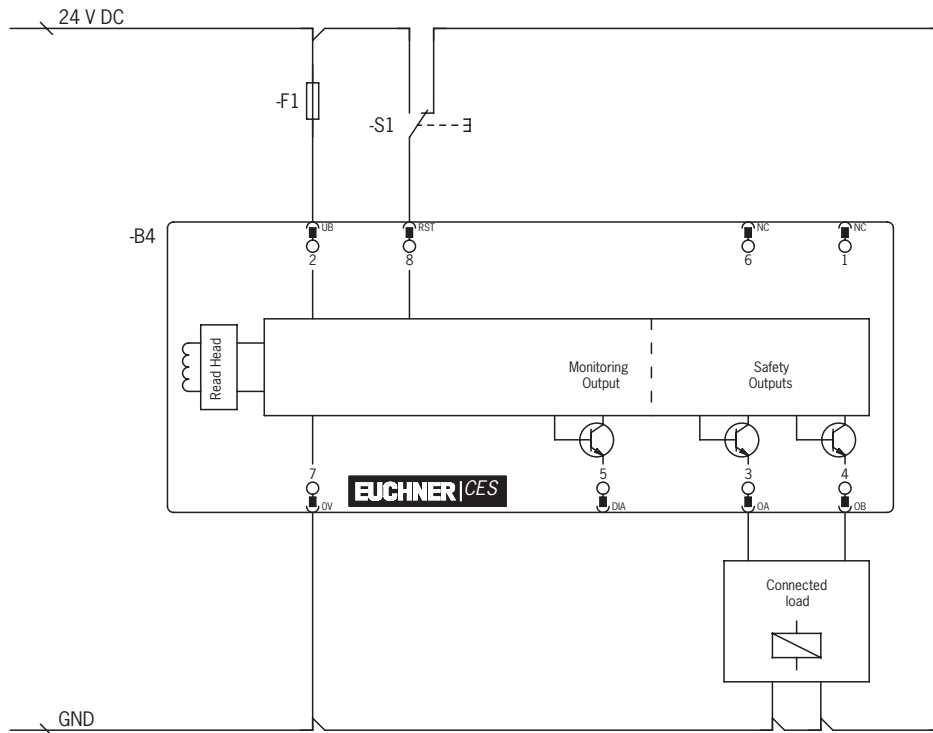 24 V DC
-F1
-S1
-B4
UB
RST
NC
NC
2
8
6
1
Read Head
Monitoring
Output
Safety
Outputs
7
5
3
4
EUCHNER CES
0V
DIA
OA
OB
Connected
load
GND